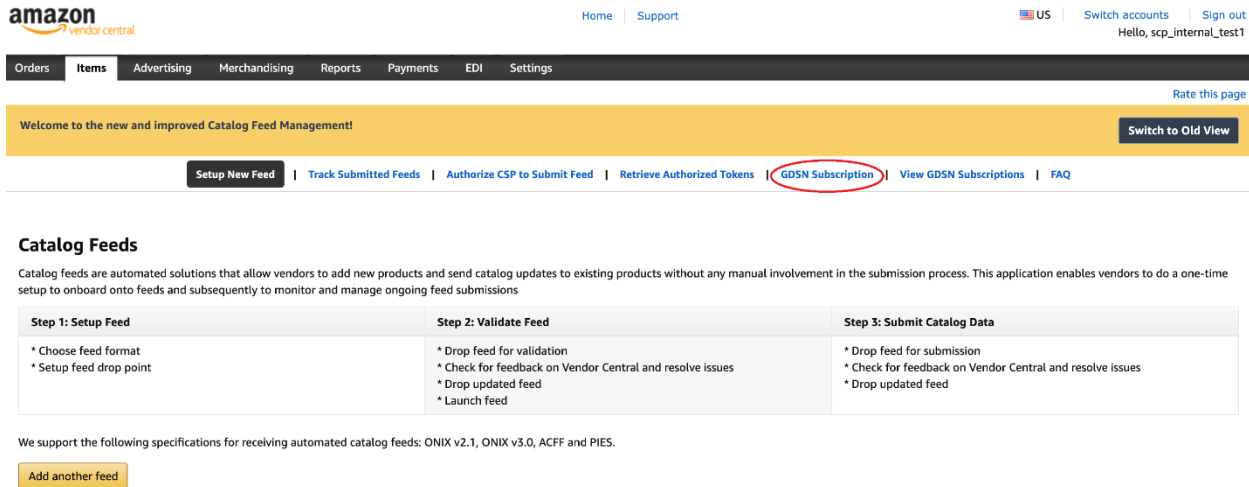 amazon
vendor central
Home | Support
US | Switch accounts | Sign out
Hello, scp_internal_test1
Orders Items Advertising Merchandising Reports Payments EDI Settings
Rate this page
Welcome to the new and improved Catalog Feed Management!
Switch to Old View
Setup New Feed | Track Submitted Feeds | Authorize CSP to Submit Feed | Retrieve Authorized Tokens | GDSN Subscription | View GDSN Subscriptions | FAQ
Catalog Feeds
Catalog feeds are automated solutions that allow vendors to add new products and send catalog updates to existing products without any manual involvement in the submission process. This application enables vendors to do a one-time
setup to onboard onto feeds and subsequently to monitor and manage ongoing feed submissions
Step 1: Setup Feed
* Choose feed format
* Setup feed drop point
Step 2: Validate Feed
* Drop feed for validation
* Check for feedback on Vendor Central and resolve issues
* Drop updated feed
* Launch feed
Step 3: Submit Catalog Data
* Drop feed for submission
* Check for feedback on Vendor Central and resolve issues
* Drop updated feed
We support the following specifications for receiving automated catalog feeds: ONIX v2.1, ONIX v3.0, ACFF and PIES.
Add another feed